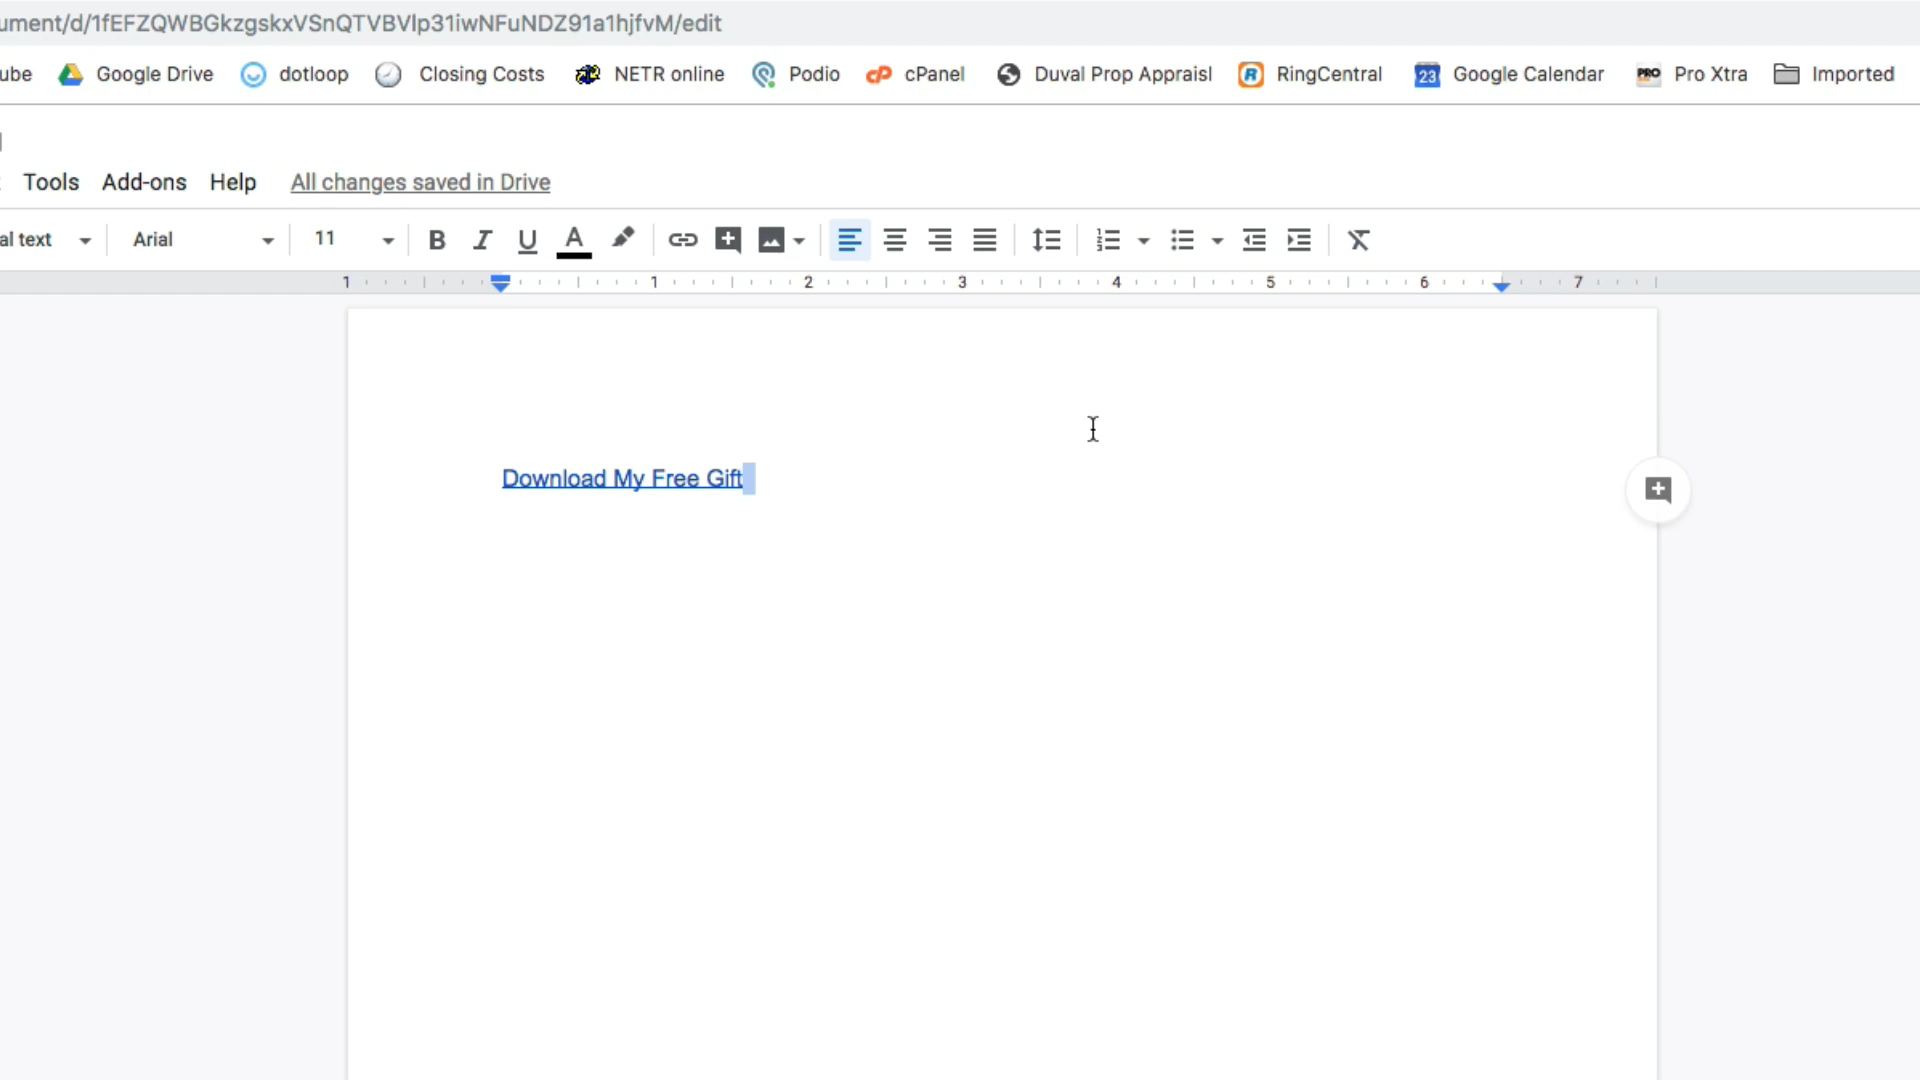 ument/d/1fEFZQWBGkzgskxVSnQTVBVlp31iwNFuNDZ91a1hjfvM/edit
ube Google Drive dotloop Closing Costs NETR online Podio cPanel Duval Prop Appraisl RingCentral 23 Google Calendar PRO Pro Xtra Imported
Tools Add-ons Help All changes saved in Drive
al text Arial 11 B I U A
1 1 2 3 4 5 6 7
Download My Free Gift